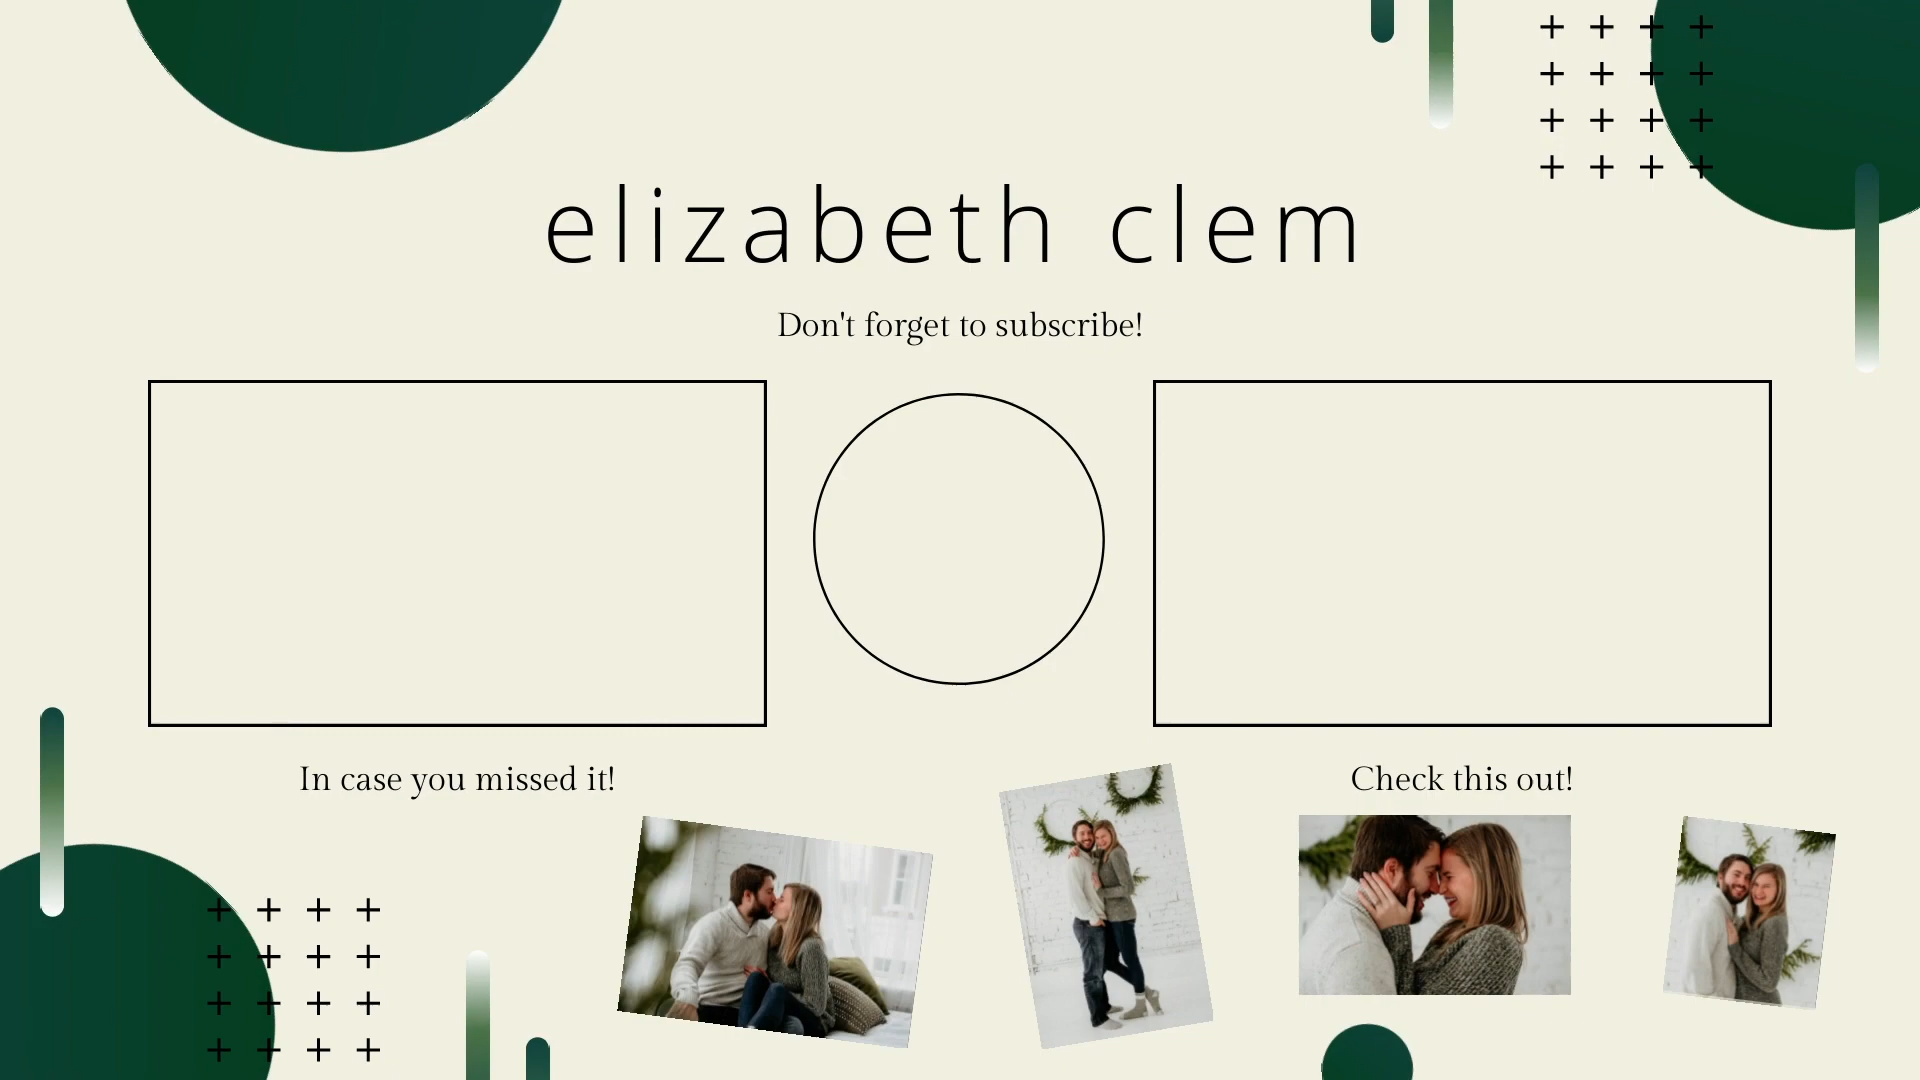 elizabeth clem
Don't forget to subscribe!
In case you missed it!
Check this out!